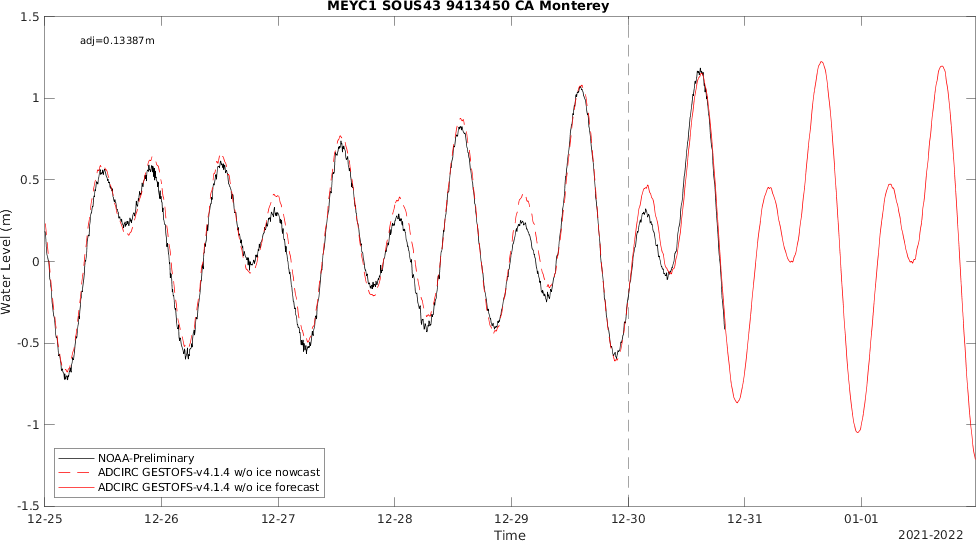 MEYC1 SOUS43 9413450 CA Monterey
adj=0.13387m
Water Level (m)
1.5
1
0.5
0
-0.5
-1
-1.5
NOAA-Preliminary
ADCIRC GESTOFS-v4.1.4 w/o ice nowcast
ADCIRC GESTOFS-v4.1.4 w/o ice forecast
12-25 12-26 12-27 12-28 12-29 12-30 12-31 01-01
Time
2021-2022